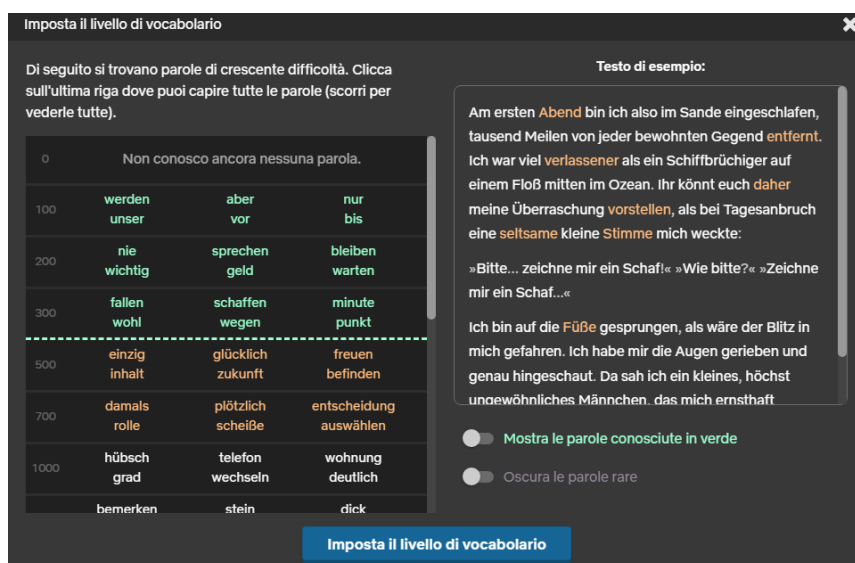 Imposta il livello di vocabolario
Di seguito si trovano parole di crescente difficoltà. Clicca
sull'ultima riga dove puoi capire tutte le parole (scorri per
vederle tutte).
0 Non conosco ancora nessuna parola.
werden aber nur
100
unser vor bis
nie sprechen bleiben
200
wichtig geld warten
fallen schaffen minute
300
wohl wegen punkt
einzig glücklich freuen
500
inhalt zukunft befinden
damals plötzlich entscheidung
700
rolle scheiße auswählen
hübsch telefon wohnung
1000
grad wechseln deutlich
bemerken stein dick
Testo di esempio:
Am ersten Abend bin ich also im Sande eingeschlafen,
tausend Meilen von jeder bewohnten Gegend entfernt.
Ich war viel verlassener als ein Schiffbrüchiger auf
einem Floß mitten im Ozean. Ihr könnt euch daher
meine Überraschung vorstellen, als bei Tagesanbruch
eine seltsame kleine Stimme mich weckte:
»Bitte... zeichne mir ein Schaf!« »Wie bitte?« »Zeichne
mir ein Schaf...«
Ich bin auf die Füße gesprungen, als wäre der Blitz in
mich gefahren. Ich habe mir die Augen gerieben und
genau hingeschaut. Da sah ich ein kleines, höchst
ungewöhnliches Männchen, das mich ernsthaft
Mostra le parole conosciute in verde
Oscura le parole rare
Imposta il livello di vocabolario